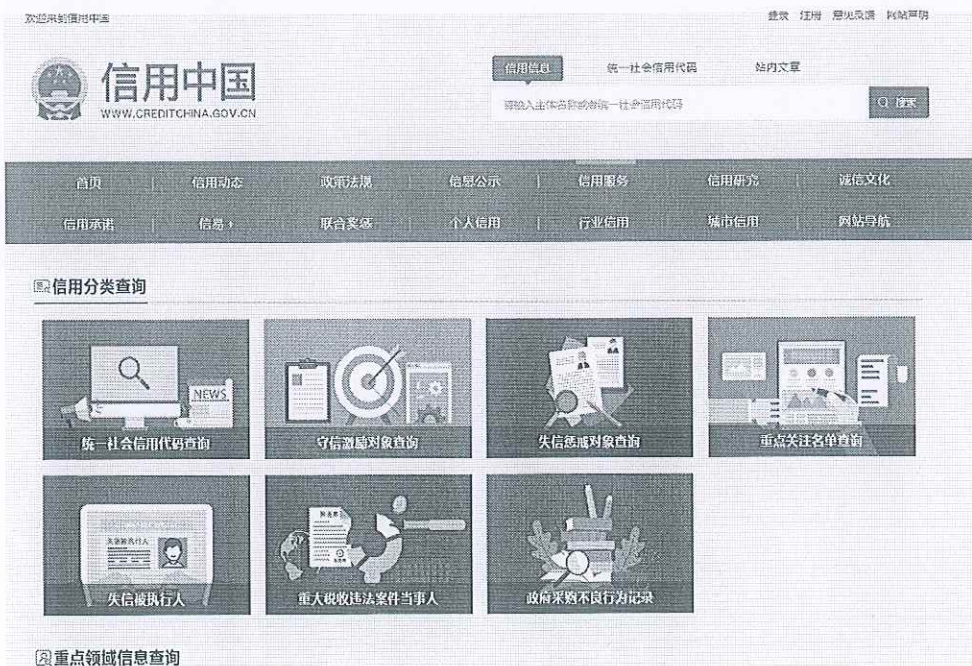 欢迎来到信用中国
登录 注册 意见反馈 网站声明
信用中国
WWW.CREDITCHINA.GOV.CN
信用信息 统一社会信用代码 站内文章
请输入主体名称或者统一社会信用代码
搜索
首页 信用动态 政策法规 信息公示 信用服务 信用研究 诚信文化
信用承诺 信易+ 联合奖惩 个人信用 行业信用 城市信用 网站导航
信用分类查询
NEWS
统一社会信用代码查询
守信激励对象查询
失信惩戒对象查询
重点关注名单查询
失信被执行人
失信被执行人
重大税收违法案件当事人
政府采购不良行为记录
重点领域信息查询